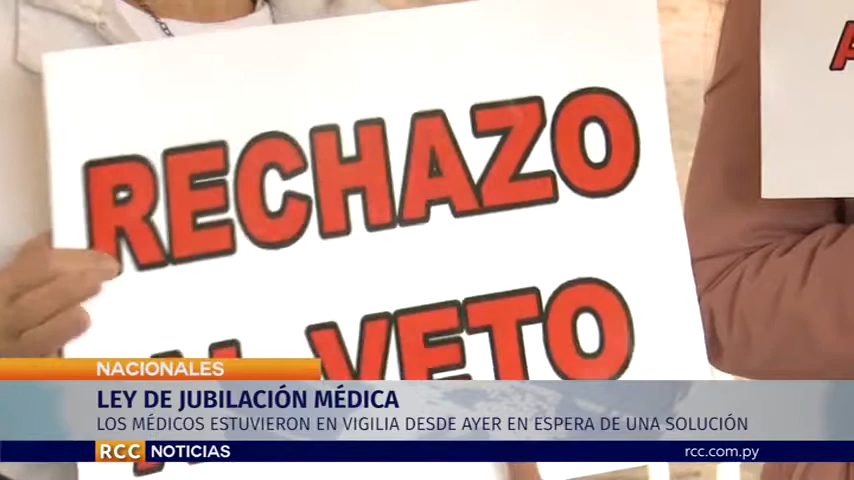 RECHAZO
AL VETO
NACIONALES
LEY DE JUBILACIÓN MÉDICA
LOS MÉDICOS ESTUVIERON EN VIGILIA DESDE AYER EN ESPERA DE UNA SOLUCIÓN
RCC NOTICIAS
rcc.com.py